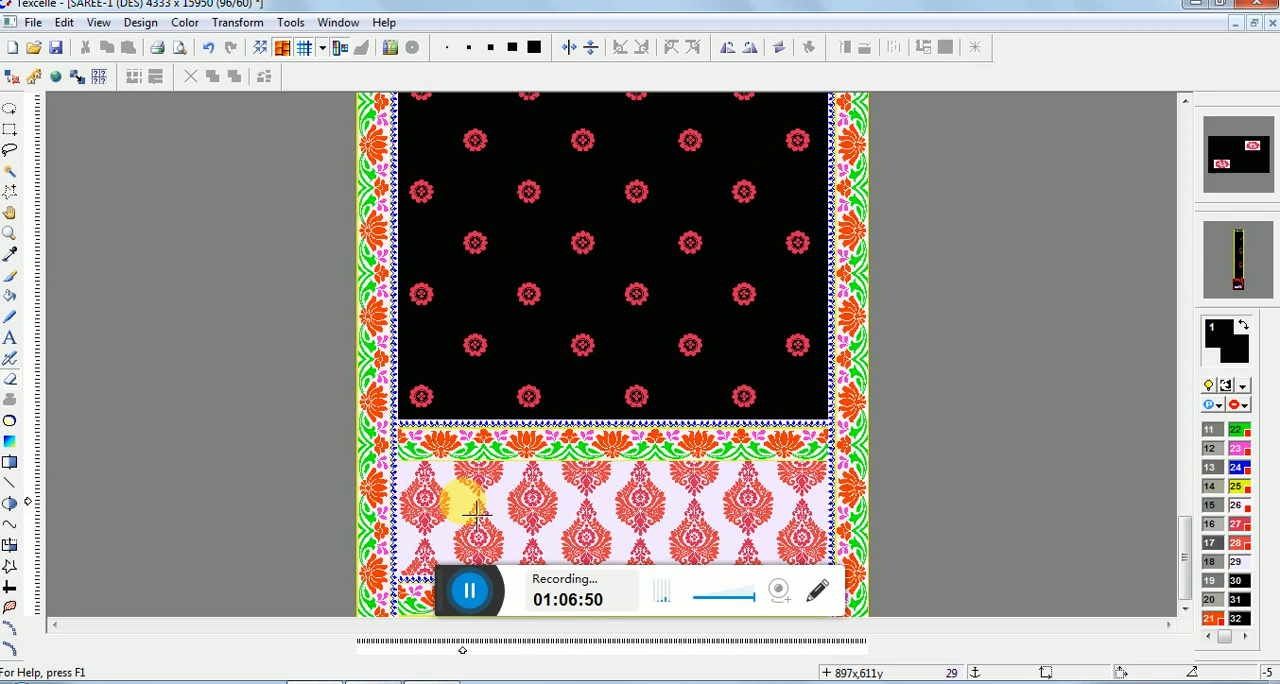 Texcelle - [SAREE-1 (DES) 4333 x 15950 (96/60) *]
File Edit View Design Color Transform Tools Window Help
1
11 22
12 23
13 24
14 25
15 26
16 27
17 28
18 29
19 30
20 31
21 32
Recording...
01:06:50
For Help, press F1
897x,611y 29 -5